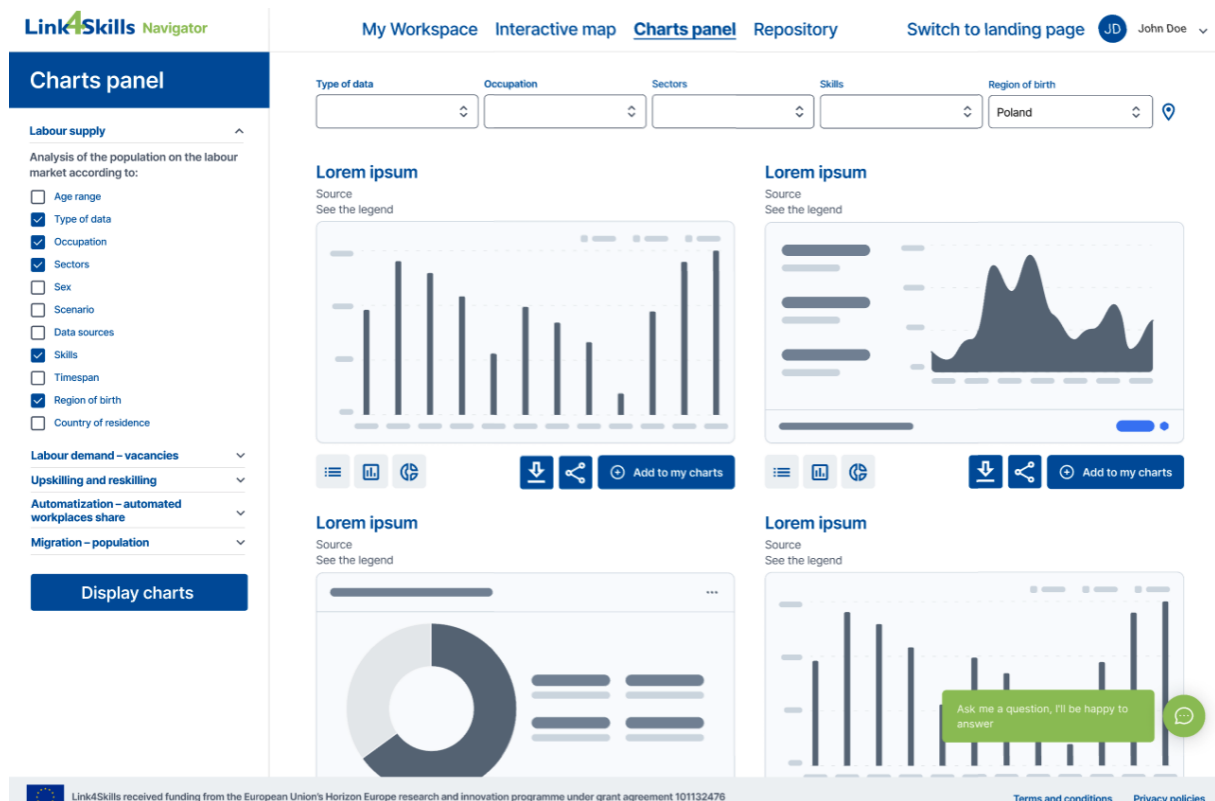 Link4Skills Navigator
My Workspace Interactive map Charts panel Repository
Switch to landing page
JD
John Doe
Charts panel
Labour supply
Analysis of the population on the labour
market according to:
Age range
Type of data
Occupation
Sectors
Sex
Scenario
Data sources
Skills
Timespan
Region of birth
Country of residence
Labour demand – vacancies
Upskilling and reskilling
Automatization – automated
workplaces share
Migration – population
Display charts
Type of data
Occupation
Sectors
Skills
Region of birth
Poland
Lorem ipsum
Source
See the legend
Add to my charts
Lorem ipsum
Source
See the legend
Add to my charts
Lorem ipsum
Source
See the legend
Lorem ipsum
Source
See the legend
Ask me a question, I'll be happy to
answer
Link4Skills received funding from the European Union's Horizon Europe research and innovation programme under grant agreement 101132476
Terms and conditions
Privacy policies